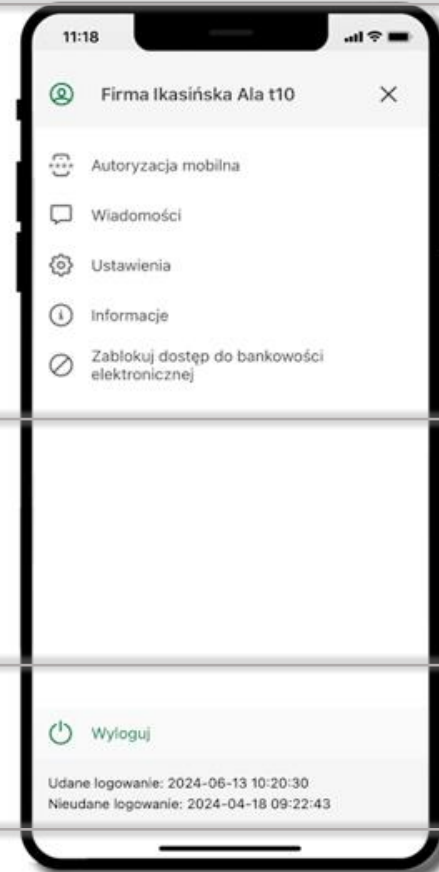 11:18
Firma Ikasińska Ala t10
Autoryzacja mobilna
Wiadomości
Ustawienia
Informacje
Zablokuj dostęp do bankowości
elektronicznej
Wyloguj
Udane logowanie: 2024-06-13 10:20:30
Nieudane logowanie: 2024-04-18 09:22:43